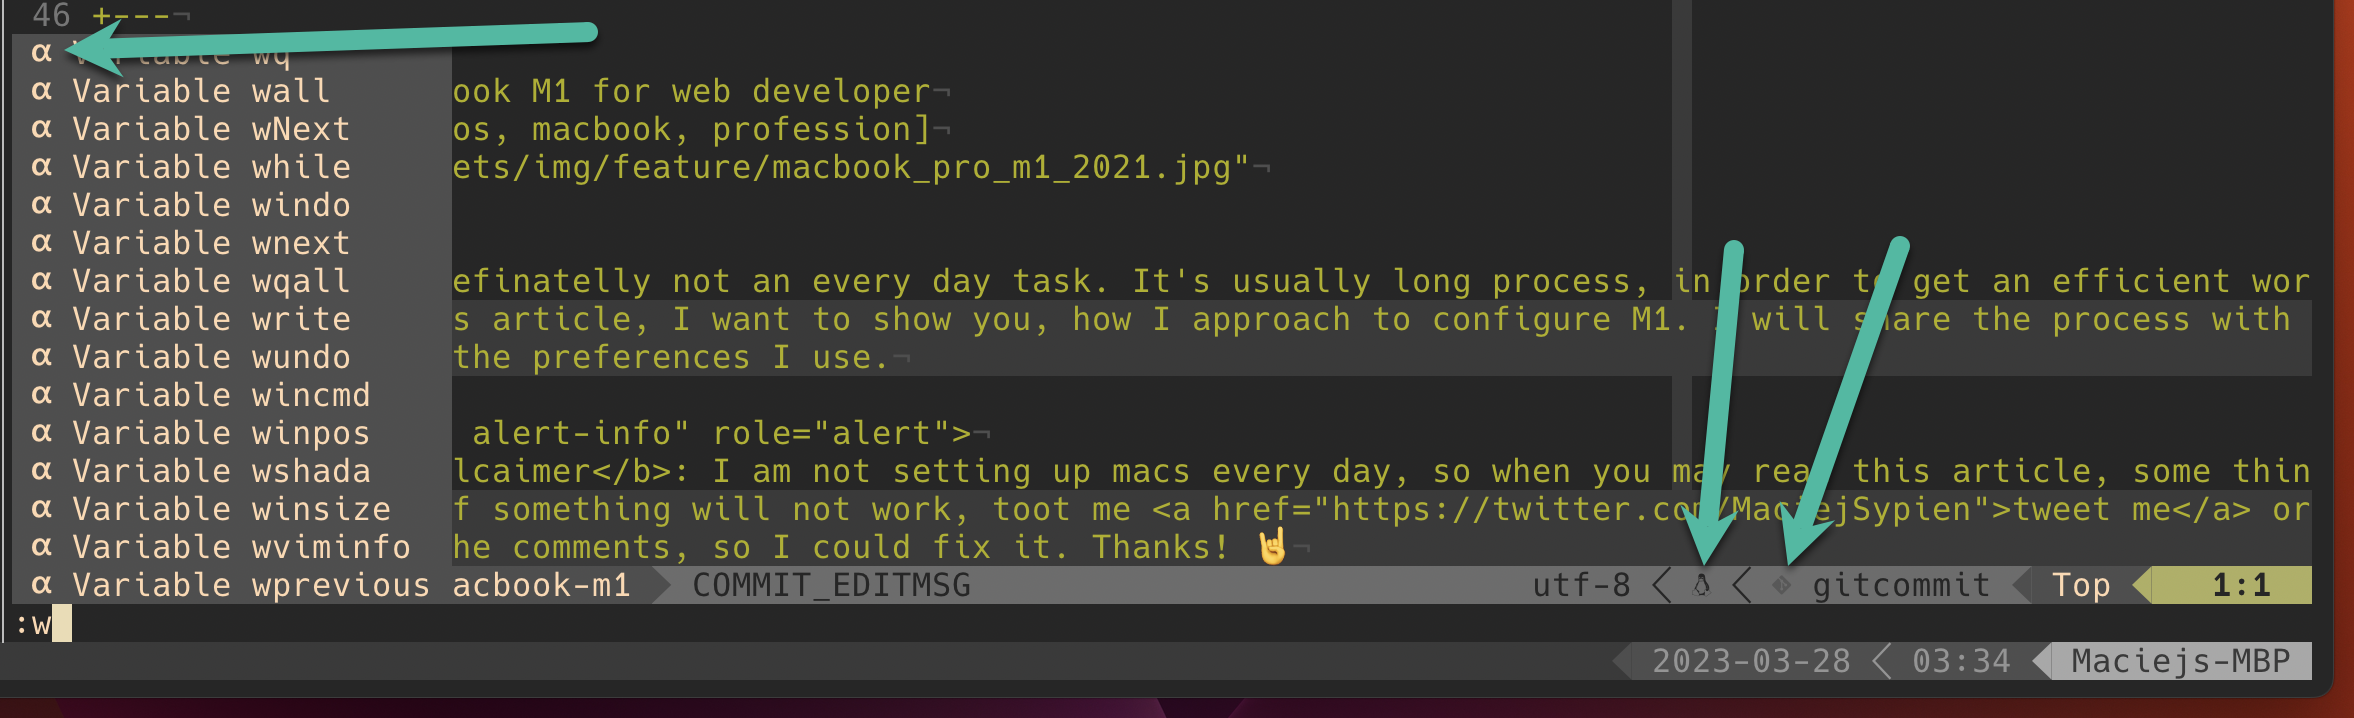 46 +---¬
α Variable wq
α Variable wall ook M1 for web developer¬
α Variable wNext os, macbook, profession]¬
α Variable while ets/img/feature/macbook_pro_m1_2021.jpg"¬
α Variable windo
α Variable wnext
α Variable wqall efinatelly not an every day task. It's usually long process, in order to get an efficient wor
α Variable write s article, I want to show you, how I approach to configure M1. I will share the process with
α Variable wundo the preferences I use.¬
α Variable wincmd
α Variable winpos alert-info" role="alert">¬
α Variable wshada lcaimer</b>: I am not setting up macs every day, so when you may read this article, some thin
α Variable winsize f something will not work, toot me <a href="https://twitter.com/MaciejSypien">tweet me</a> or
α Variable wviminfo he comments, so I could fix it. Thanks! 🤘¬
α Variable wprevious acbook-m1 COMMIT_EDITMSG utf-8 gitcommit Top 1:1
:w
2023-03-28 03:34 Maciejs-MBP